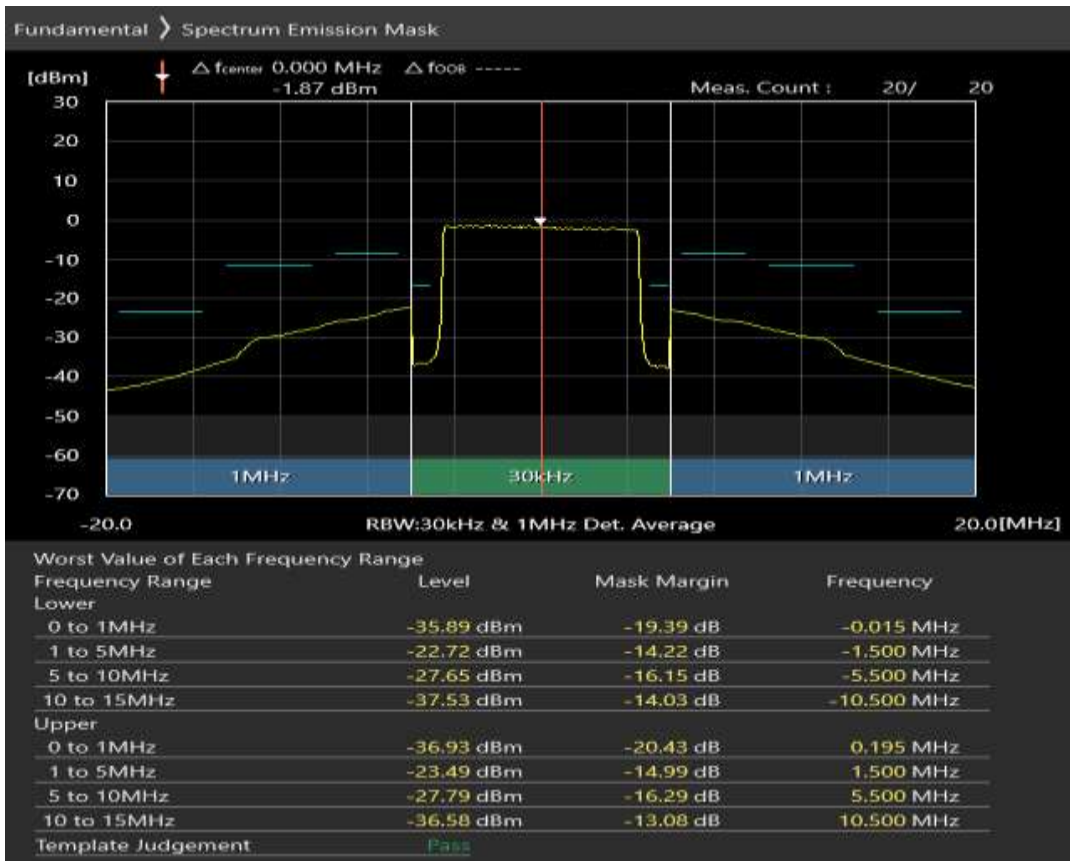 Fundamental ❯ Spectrum Emission Mask
[dBm] △ fcenter 0.000 MHz △ fOOB -----
-1.87 dBm Meas. Count : 20/ 20
30
20
10
0
-10
-20
-30
-40
-50
-60
1MHz 30kHz 1MHz
-70
-20.0 RBW:30kHz & 1MHz Det. Average 20.0[MHz]
Worst Value of Each Frequency Range
Frequency Range Level Mask Margin Frequency
Lower
0 to 1MHz -35.89 dBm -19.39 dB -0.015 MHz
1 to 5MHz -22.72 dBm -14.22 dB -1.500 MHz
5 to 10MHz -27.65 dBm -16.15 dB -5.500 MHz
10 to 15MHz -37.53 dBm -14.03 dB -10.500 MHz
Upper
0 to 1MHz -36.93 dBm -20.43 dB 0.195 MHz
1 to 5MHz -23.49 dBm -14.99 dB 1.500 MHz
5 to 10MHz -27.79 dBm -16.29 dB 5.500 MHz
10 to 15MHz -36.58 dBm -13.08 dB 10.500 MHz
Template Judgement Pass